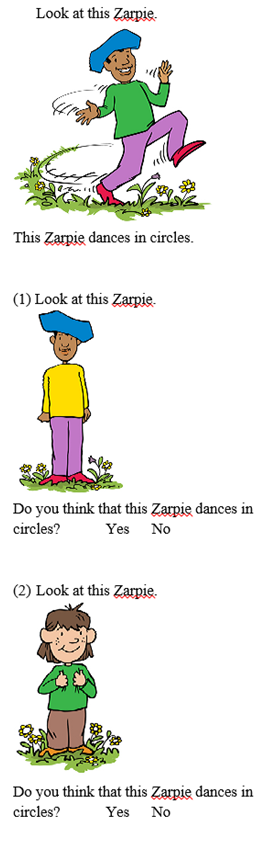 Look at this Zarpie.
This Zarpie dances in circles.
(1) Look at this Zarpie.
Do you think that this Zarpie dances in
circles? Yes No
(2) Look at this Zarpie.
Do you think that this Zarpie dances in
circles? Yes No